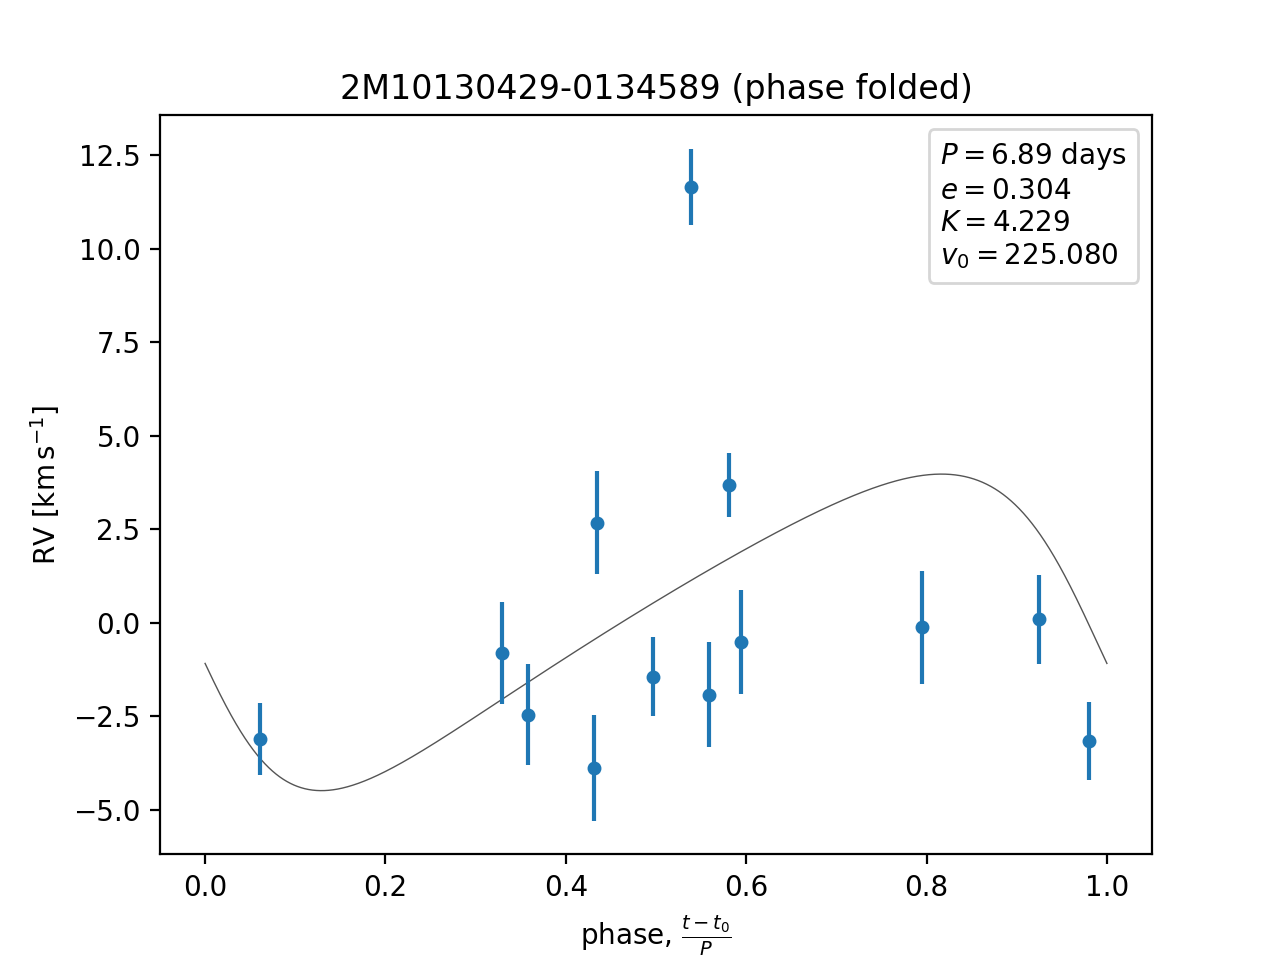 2M10130429-0134589 (phase folded)
P = 6.89 days
e = 0.304
K = 4.229
v₀ = 225.080
RV [km s⁻¹]
12.5
10.0
7.5
5.0
2.5
0.0
−2.5
−5.0
0.0 0.2 0.4 0.6 0.8 1.0
phase, (t − t₀)/P